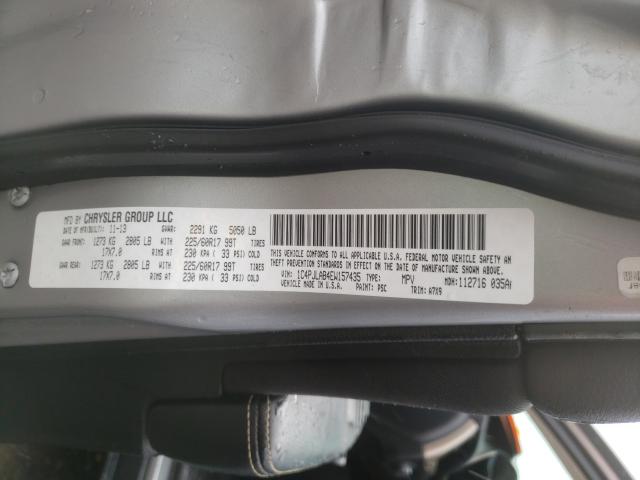 MFD BY CHRYSLER GROUP LLC
DATE OF MFR(BUILT): 11-13 GVWR: 2291 KG 5050 LB
GAWR FRONT: 1273 KG 2805 LB WITH 225/60R17 99T TIRES
17X7.0 RIMS AT 230 KPA ( 33 PSI) COLD
GAWR REAR: 1273 KG 2805 LB WITH 225/60R17 99T TIRES
17X7.0 RIMS AT 230 KPA ( 33 PSI) COLD
THIS VEHICLE CONFORMS TO ALL APPLICABLE U.S.A. FEDERAL MOTOR VEHICLE SAFETY AN
THEFT PREVENTION STANDARDS IN EFFECT ON THE DATE OF MANUFACTURE SHOWN ABOVE.
VIN: 1C4PJLAB4EW157435 TYPE: MPV MDH: 112716 035AH
VEHICLE MADE IN U.S.A. PAINT: PSC TRIM: A7X9